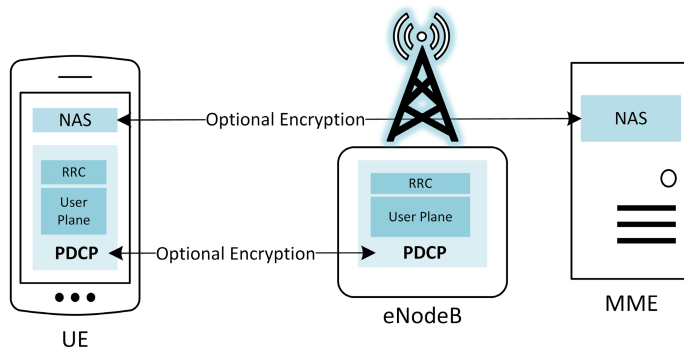 NAS
Optional Encryption
NAS
RRC
User
Plane
PDCP
Optional Encryption
RRC
User Plane
PDCP
UE
eNodeB
MME